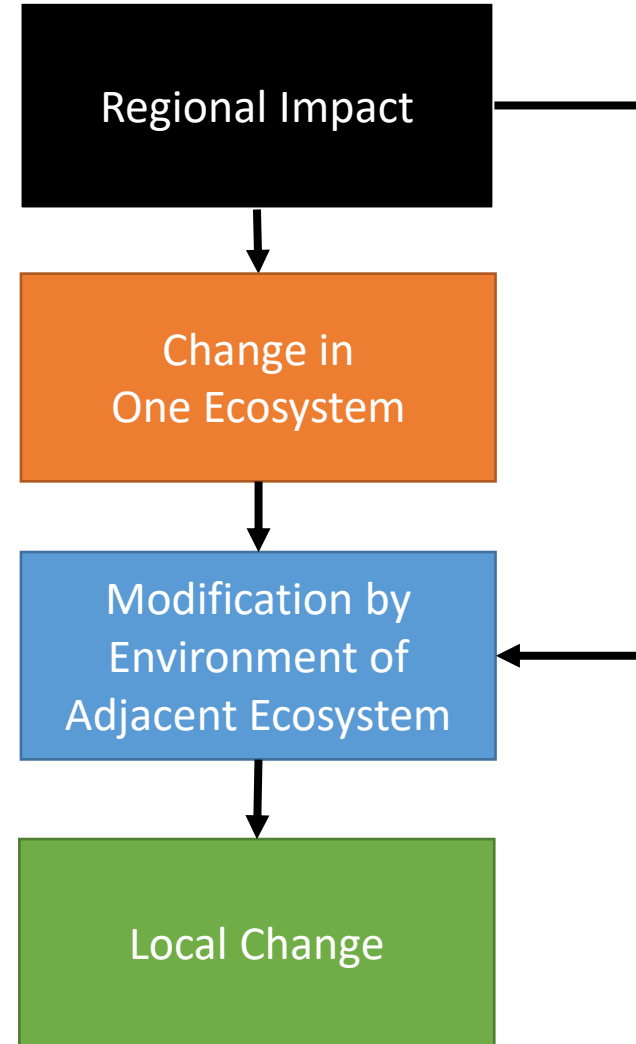 Regional Impact
Change in
One Ecosystem
Modification by
Environment of
Adjacent Ecosystem
Local Change